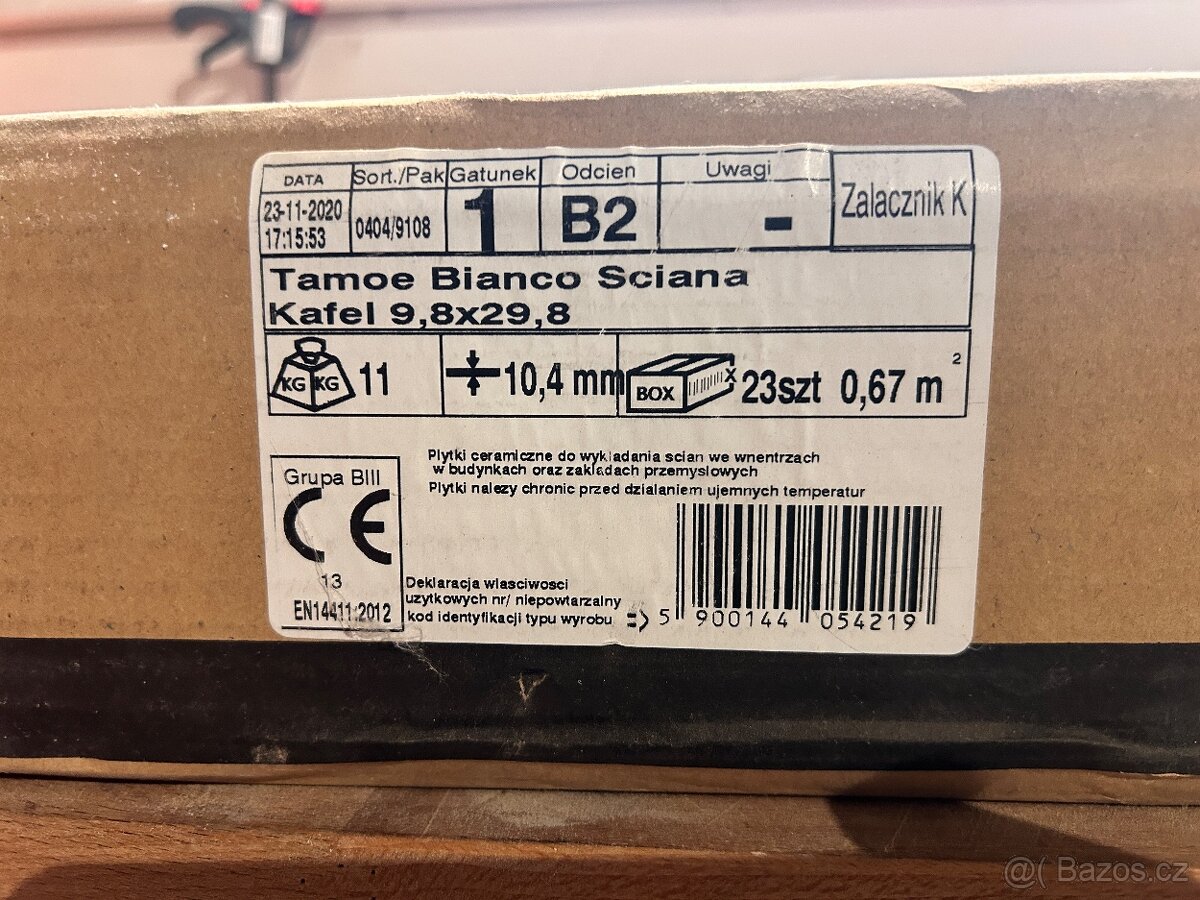 DATA Sort./Pak Gatunek Odcien Uwagi Zalacznik K
23-11-2020
17:15:53 0404/9108 1 B2 -
Tamoe Bianco Sciana
Kafel 9,8x29,8
KG KG 11 10,4 mm BOX X 23szt 0,67 m 2
Plytki ceramiczne do wykladania scian we wnentrzach
w budynkach oraz zakladach przemyslowych
Plytki nalezy chronic przed dzialaniem ujemnych temperatur
Grupa BIII
CE
13
EN14411:2012
Deklaracja wlasciwosci
uzytkowych nr/ niepowtarzalny
kod identyfikacji typu wyrobu =>
5 900144 054219
@( Bazos.cz